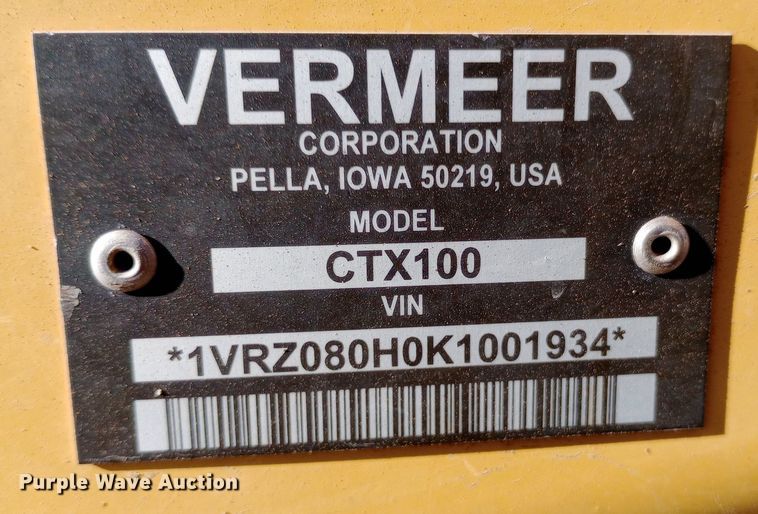 VERMEER
CORPORATION
PELLA, IOWA 50219, USA
MODEL
CTX100
VIN
*1VRZ080H0K1001934*
Purple Wave Auction